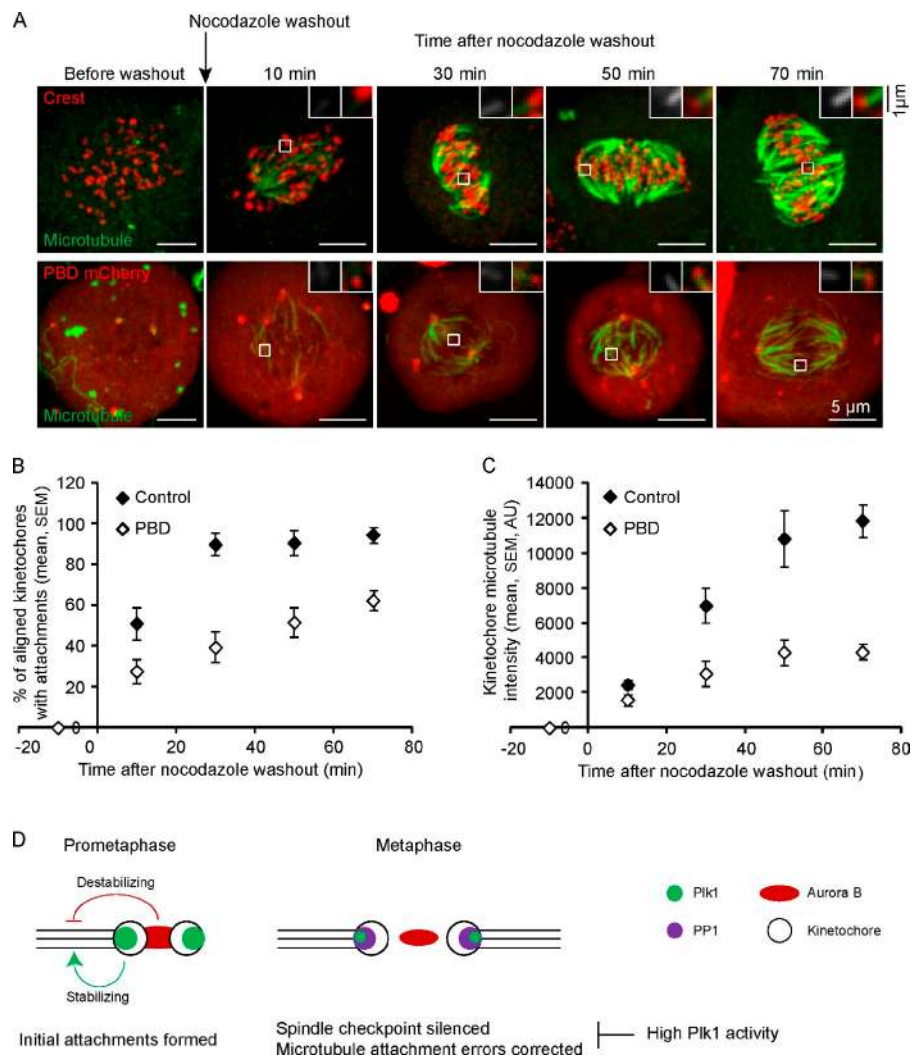 A
Nocodazole washout
Time after nocodazole washout
Before washout
10 min
30 min
50 min
70 min
Crest
1μm
Microtubule
PBD mCherry
Microtubule
5 μm
B
C
% of aligned kinetochores
with attachments (mean, SEM)
120
100
80
60
40
20
0
Control
PBD
-20
0
20
40
60
80
Time after nocodazole washout (min)
Kinetochore microtubule
intensity (mean, SEM, AU)
14000
12000
10000
8000
6000
4000
2000
0
Control
PBD
-20
0
20
40
60
80
Time after nocodazole washout (min)
D
Prometaphase
Metaphase
Destabilizing
Stabilizing
Plk1
Aurora B
PP1
Kinetochore
Initial attachments formed
Spindle checkpoint silenced
Microtubule attachment errors corrected
High Plk1 activity